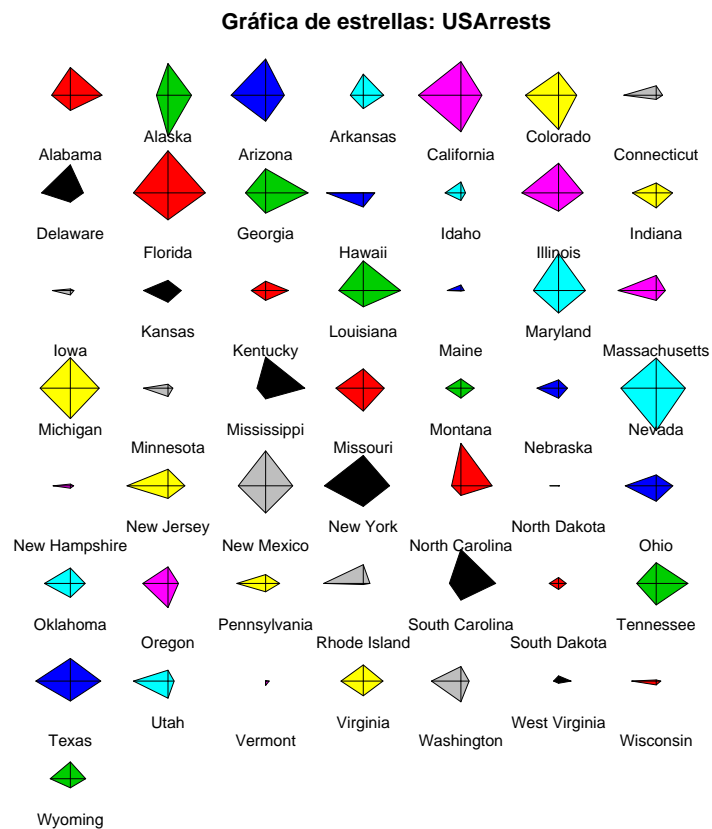 Gráfica de estrellas: USArrests
Alabama
Alaska
Arizona
Arkansas
California
Colorado
Connecticut
Delaware
Florida
Georgia
Hawaii
Idaho
Illinois
Indiana
Iowa
Kansas
Kentucky
Louisiana
Maine
Maryland
Massachusetts
Michigan
Minnesota
Mississippi
Missouri
Montana
Nebraska
Nevada
New Hampshire
New Jersey
New Mexico
New York
North Carolina
North Dakota
Ohio
Oklahoma
Oregon
Pennsylvania
Rhode Island
South Carolina
South Dakota
Tennessee
Texas
Utah
Vermont
Virginia
Washington
West Virginia
Wisconsin
Wyoming